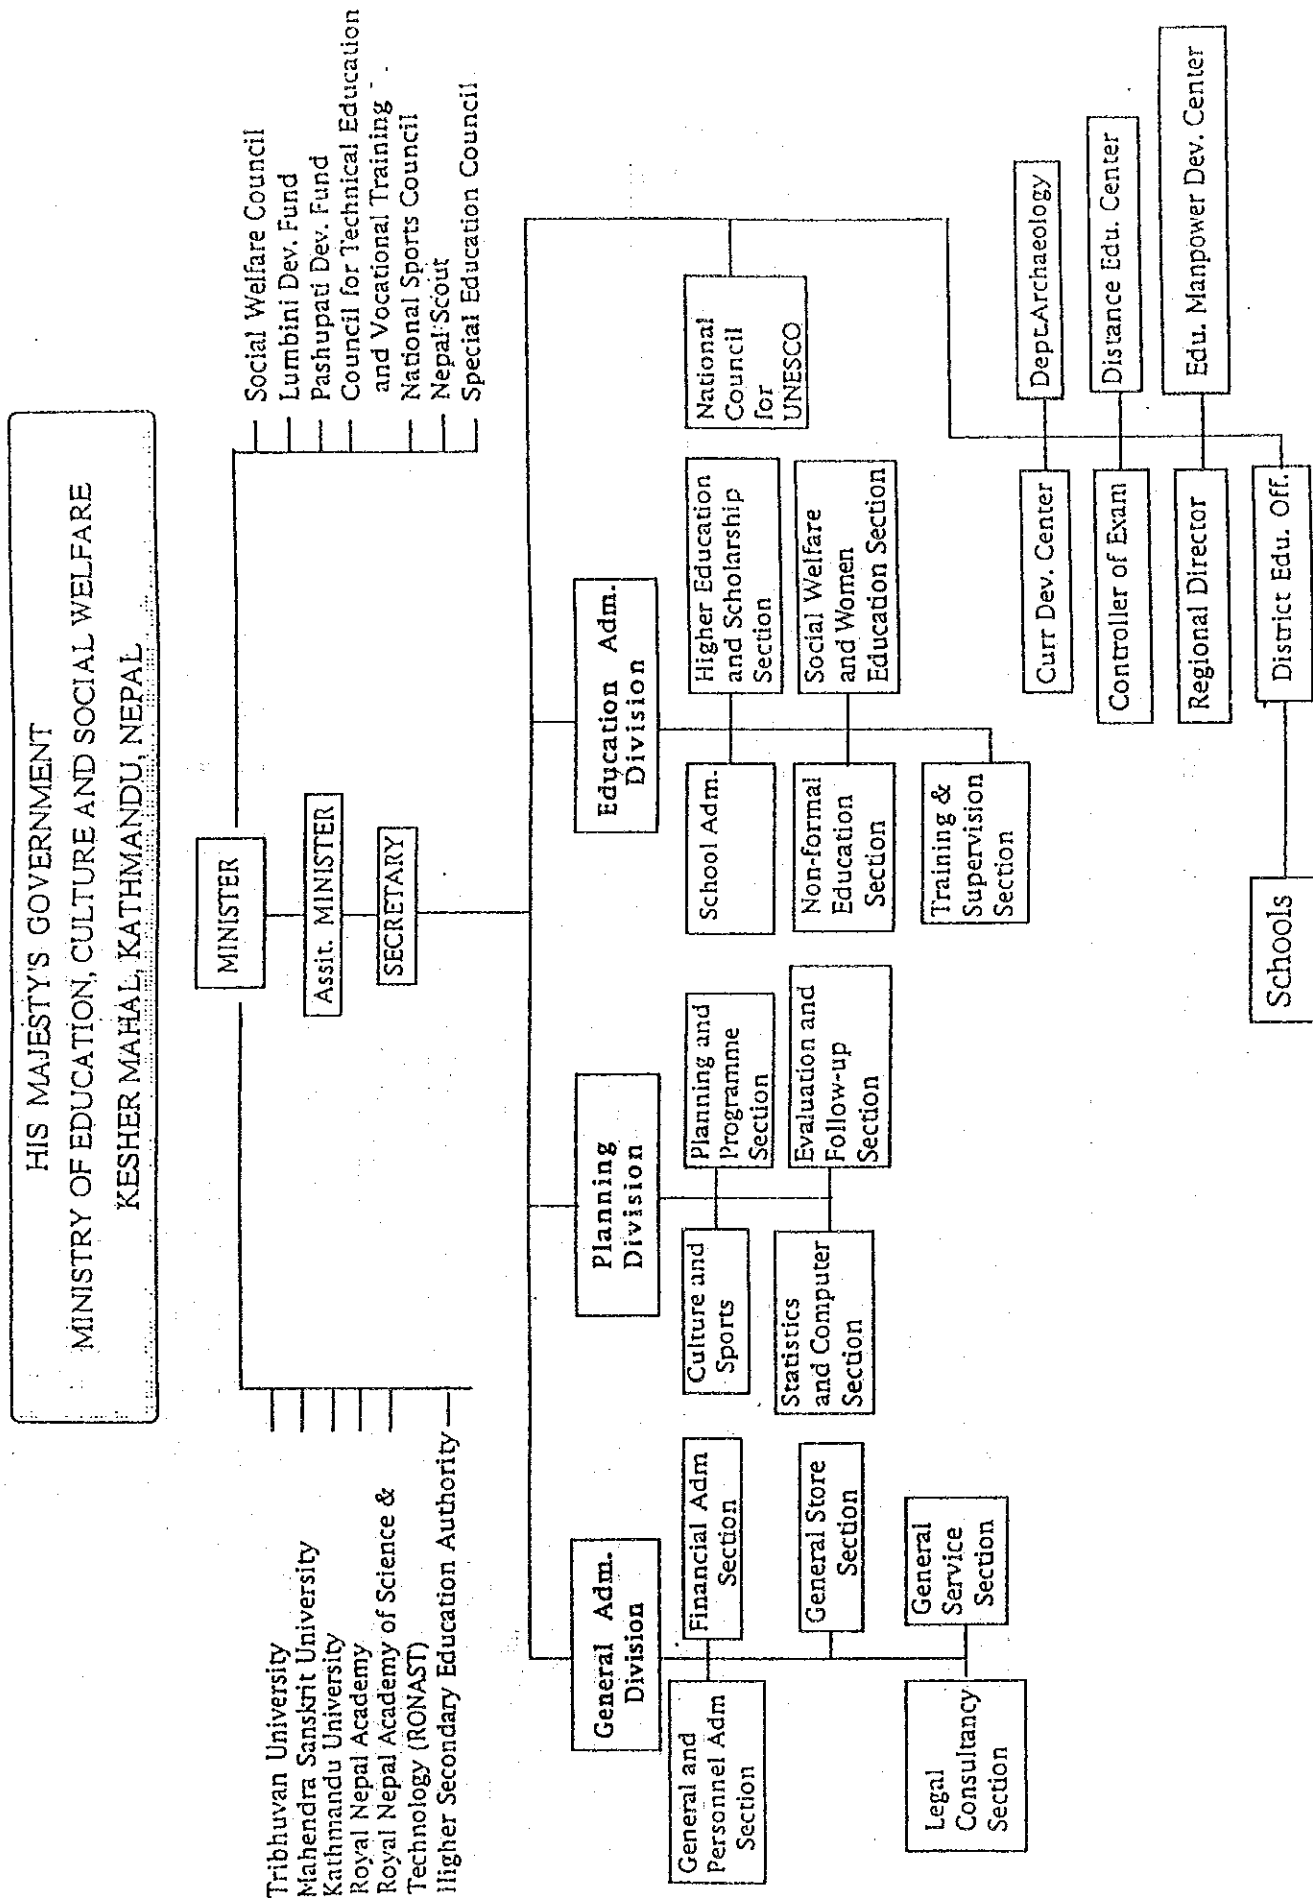 HIS MAJESTY'S GOVERNMENT
MINISTRY OF EDUCATION, CULTURE AND SOCIAL WELFARE
KESHER MAHAL, KATHMANDU, NEPAL
MINISTER
Assit. MINISTER
SECRETARY
Tribhuvan University
Mahendra Sanskrit University
Kathmandu University
Royal Nepal Academy
Royal Nepal Academy of Science &
Technology (RONAST)
Higher Secondary Education Authority
Social Welfare Council
Lumbini Dev. Fund
Pashupati Dev. Fund
Council for Technical Education
and Vocational Training
National Sports Council
Nepal Scout
Special Education Council
General Adm.
Division
General and
Personnel Adm
Section
Financial Adm
Section
General Store
Section
Legal
Consultancy
Section
General
Service
Section
Planning
Division
Culture and
Sports
Planning and
Programme
Section
Statistics
and Computer
Section
Evaluation and
Follow-up
Section
Education Adm.
Division
School Adm.
Higher Education
and Scholarship
Section
Non-formal
Education
Section
Social Welfare
and Women
Education Section
Training &
Supervision
Section
National
Council
for
UNESCO
Curr Dev. Center
Dept.Archaeology
Controller of Exam
Distance Edu. Center
Regional Director
Edu. Manpower Dev. Center
District Edu. Off.
Schools